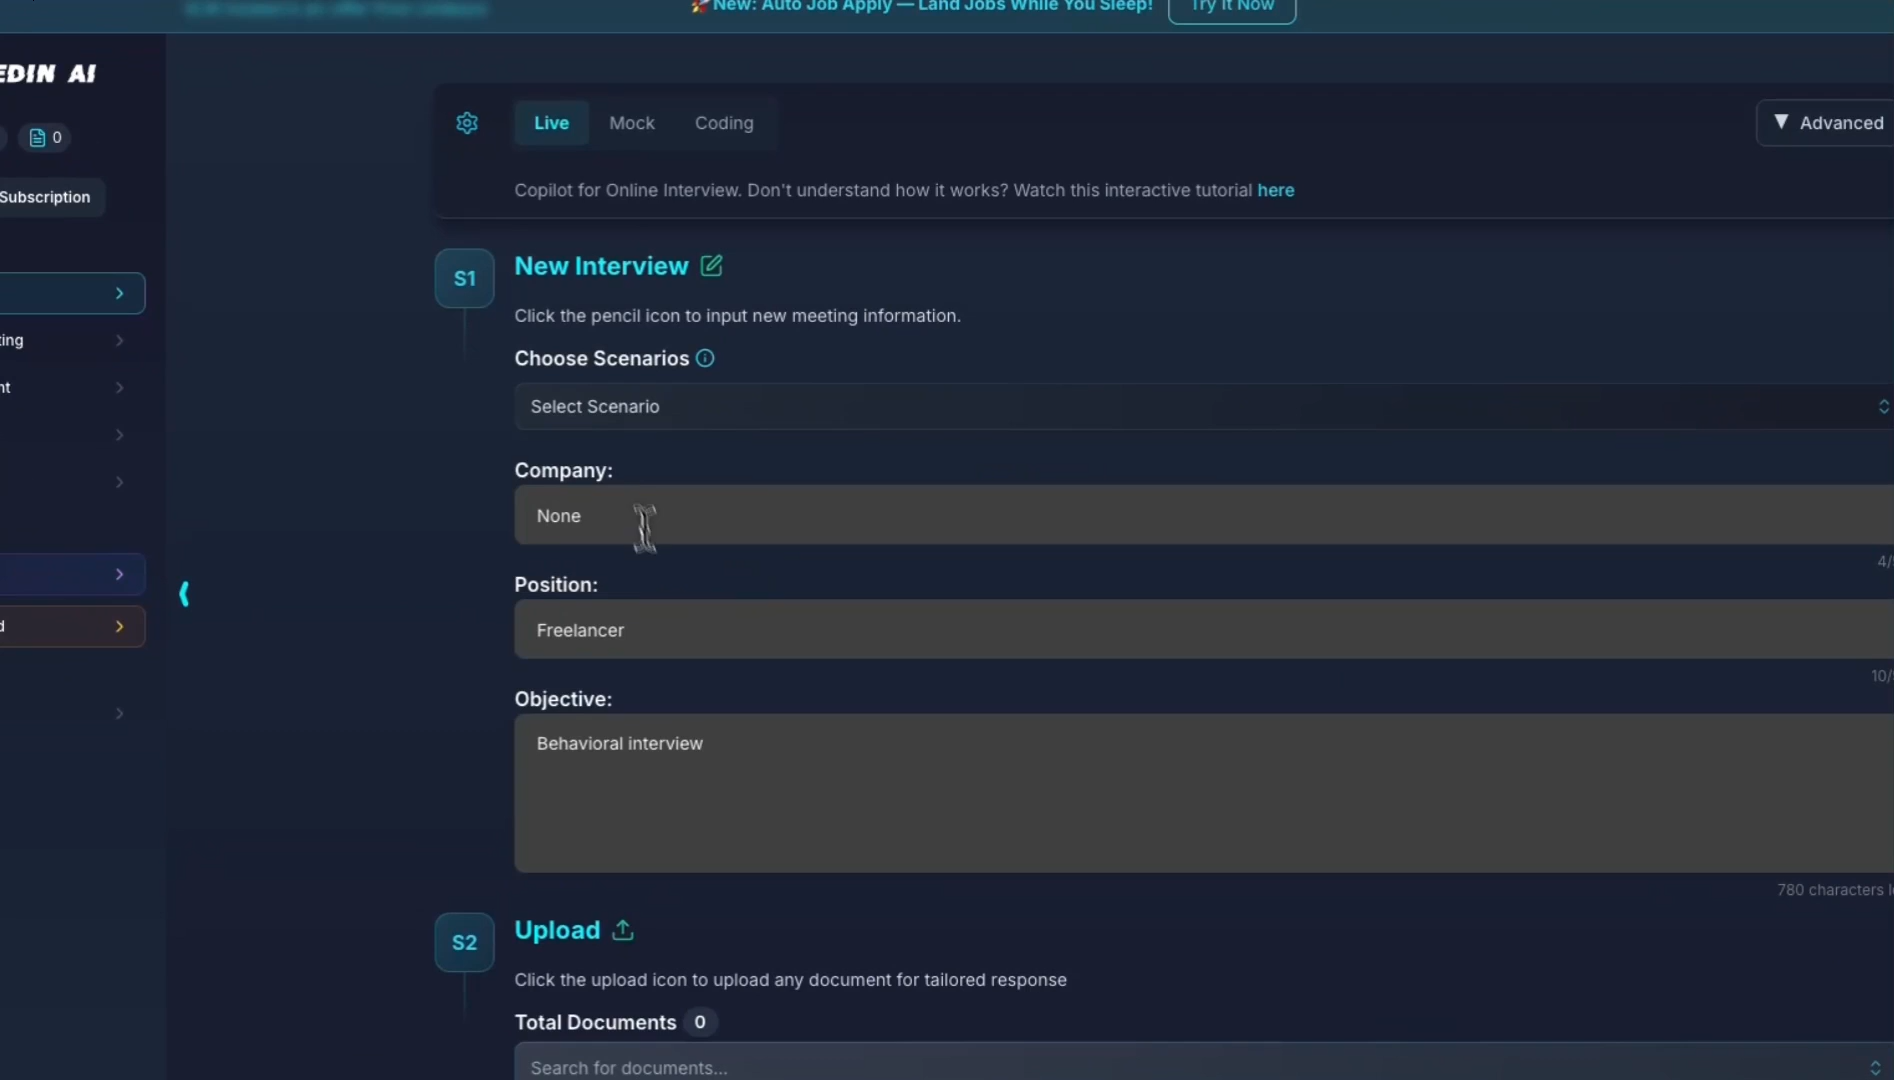 New: Auto Job Apply — Land Jobs While You Sleep!
Try It Now
EDIN AI
0
Subscription
Live
Mock
Coding
▼ Advanced
Copilot for Online Interview. Don't understand how it works? Watch this interactive tutorial here
S1
New Interview
Click the pencil icon to input new meeting information.
Choose Scenarios
Select Scenario
Company:
None
4/
Position:
Freelancer
10/
Objective:
Behavioral interview
780 characters
S2
Upload
Click the upload icon to upload any document for tailored response
Total Documents 0
Search for documents...